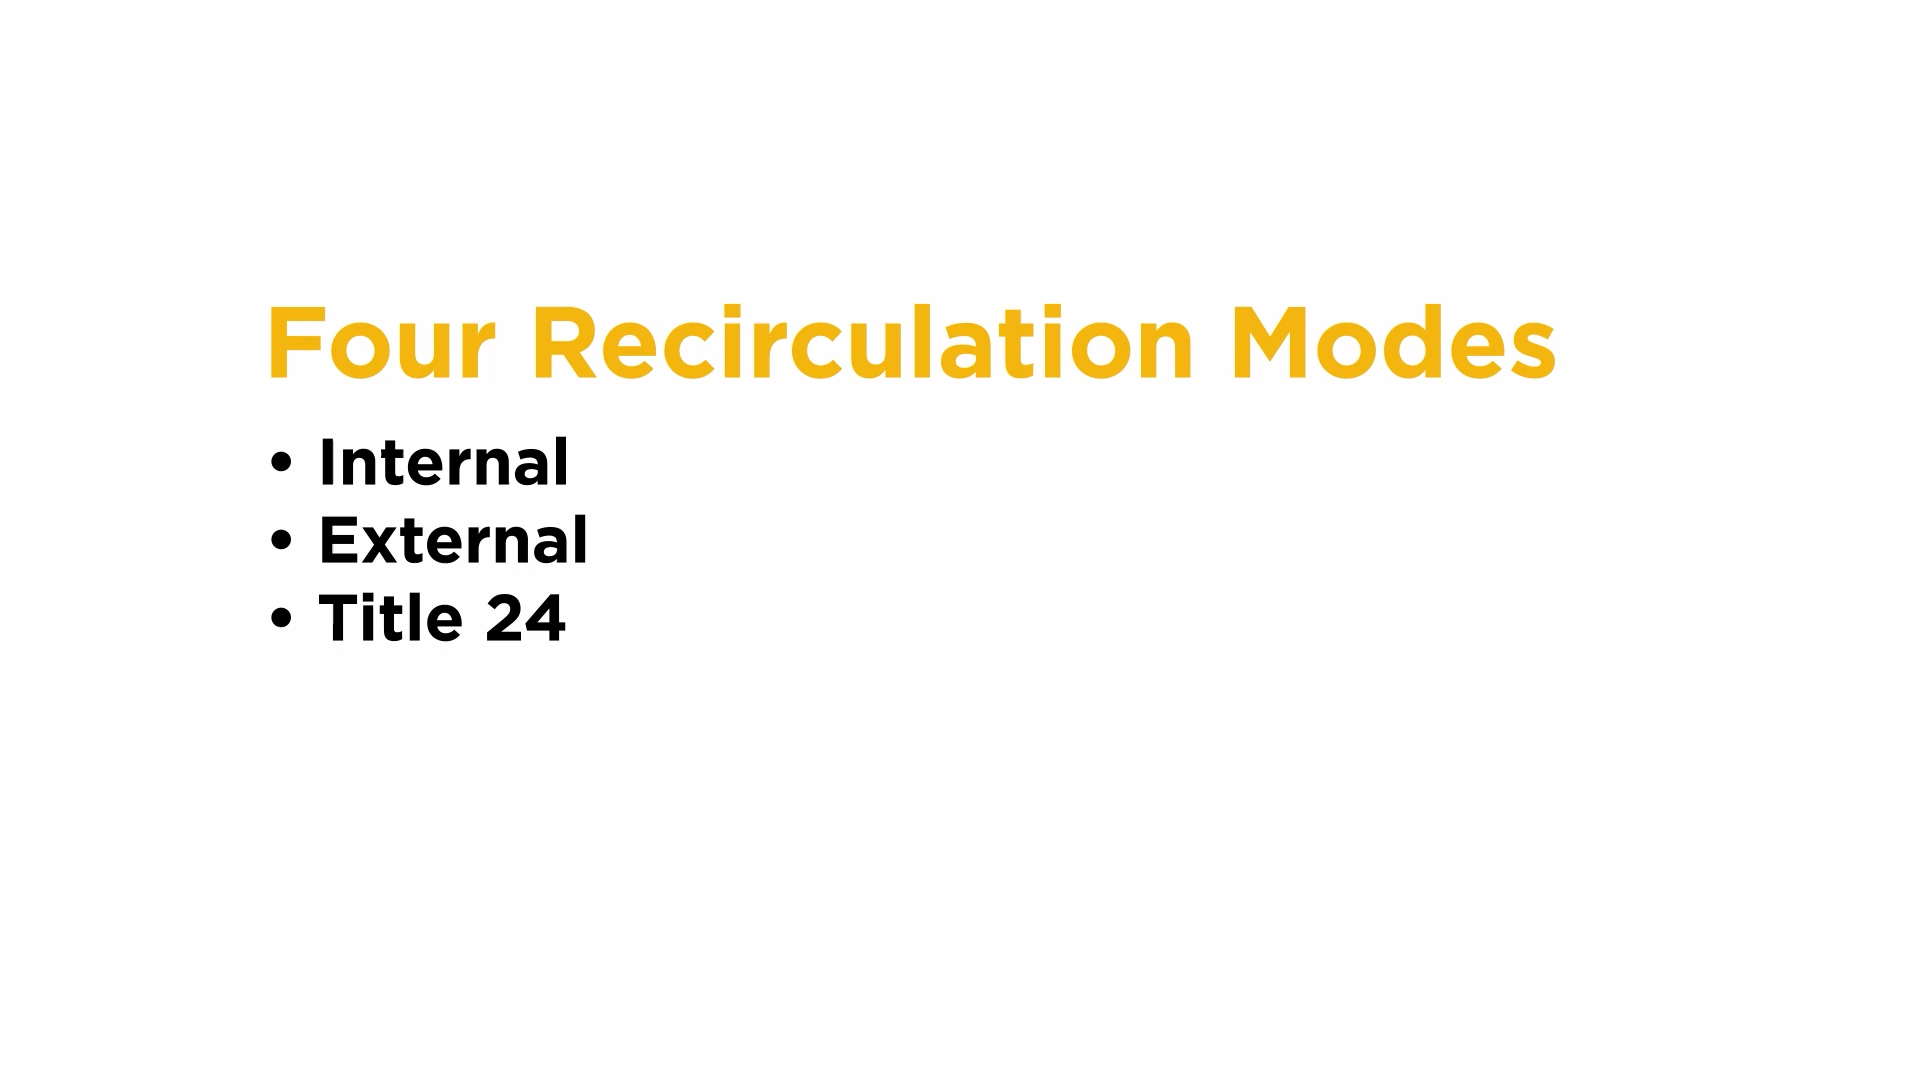 Four Recirculation Modes
• Internal
• External
• Title 24